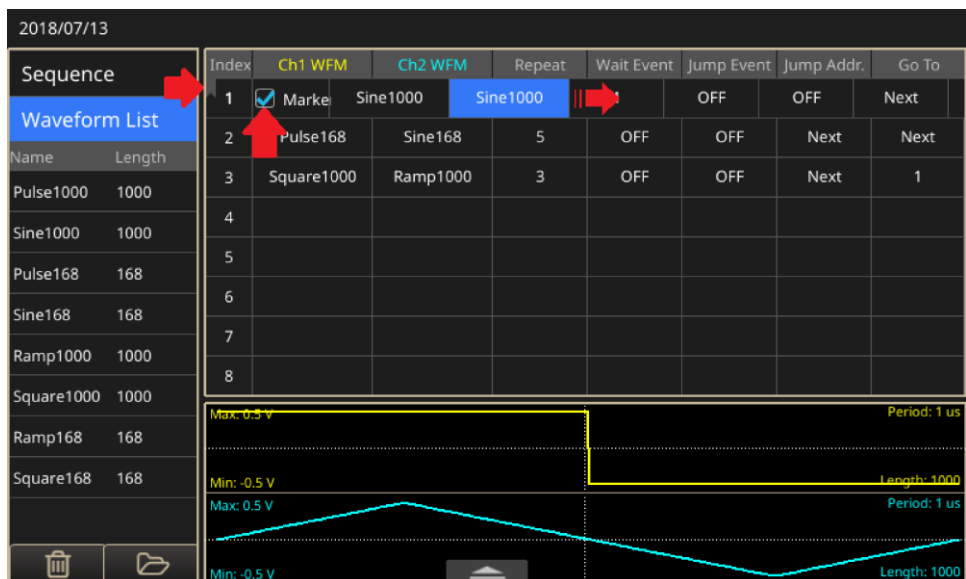 2018/07/13
Sequence
Waveform List
Name Length
Pulse1000 1000
Sine1000 1000
Pulse168 168
Sine168 168
Ramp1000 1000
Square1000 1000
Ramp168 168
Square168 168
Index Ch1 WFM Ch2 WFM Repeat Wait Event Jump Event Jump Addr. Go To
1 Marke Sine1000 Sine1000 OFF OFF Next
2 Pulse168 Sine168 5 OFF OFF Next Next
3 Square1000 Ramp1000 3 OFF OFF Next 1
4
5
6
7
8
Max: 0.5 V Period: 1 us
Min: -0.5 V Length: 1000
Max: 0.5 V Period: 1 us
Min: -0.5 V Length: 1000